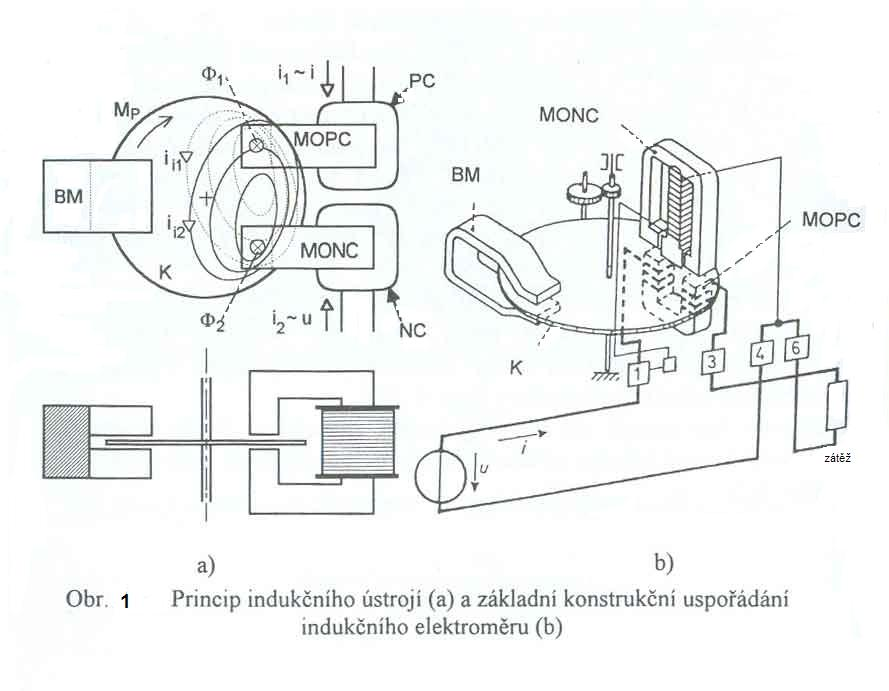 Φ1
i1 ~ i
PC
MP
MOPC
ii1
BM
ii2
MONC
K
Φ2
i2 ~ u
NC
MONC
BM
MOPC
K
1
3
4
6
i
u
zátěž
a)
b)
Obr. 1 Princip indukčního ústrojí (a) a základní konstrukční uspořádání
indukčního elektroměru (b)